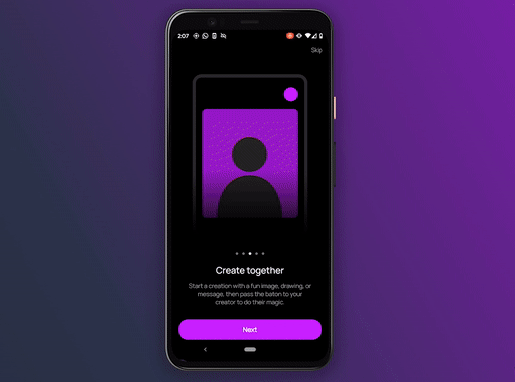 2:07
Skip
Create together
Start a creation with a fun image, drawing, or
message, then pass the baton to your
creator to do their magic.
Next